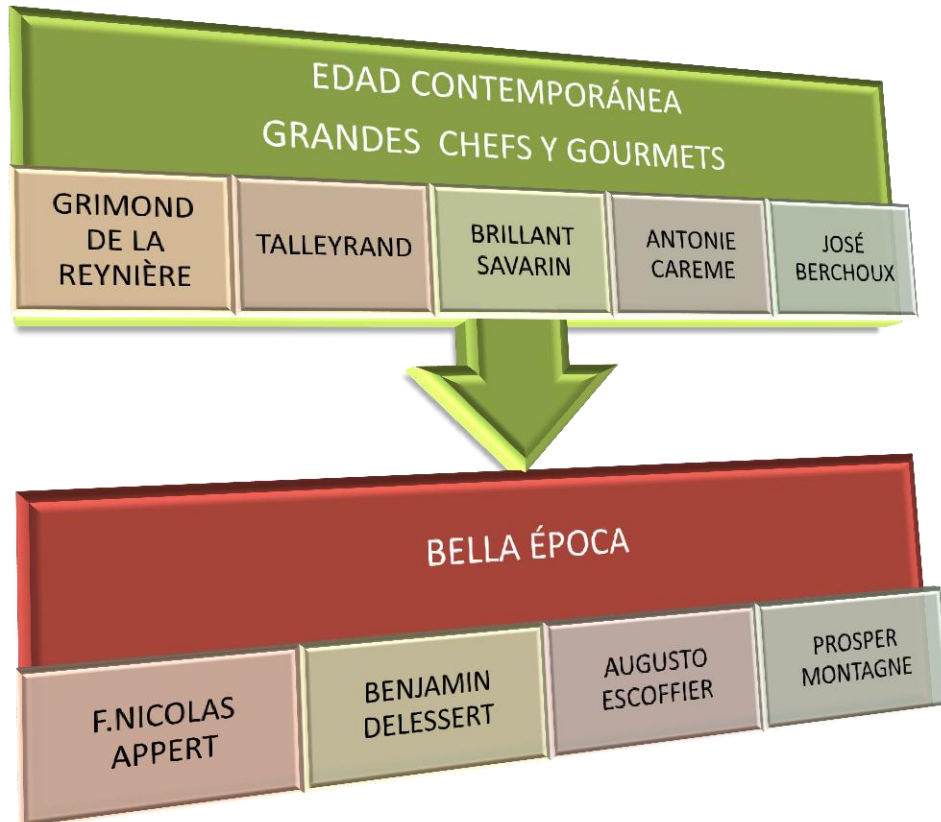 EDAD CONTEMPORÁNEA
GRANDES CHEFS Y GOURMETS
GRIMOND
DE LA
REYNIÈRE
TALLEYRAND
BRILLANT
SAVARIN
ANTONIE
CAREME
JOSÉ
BERCHOUX
BELLA ÉPOCA
F.NICOLAS
APPERT
BENJAMIN
DELESSERT
AUGUSTO
ESCOFFIER
PROSPER
MONTAGNE